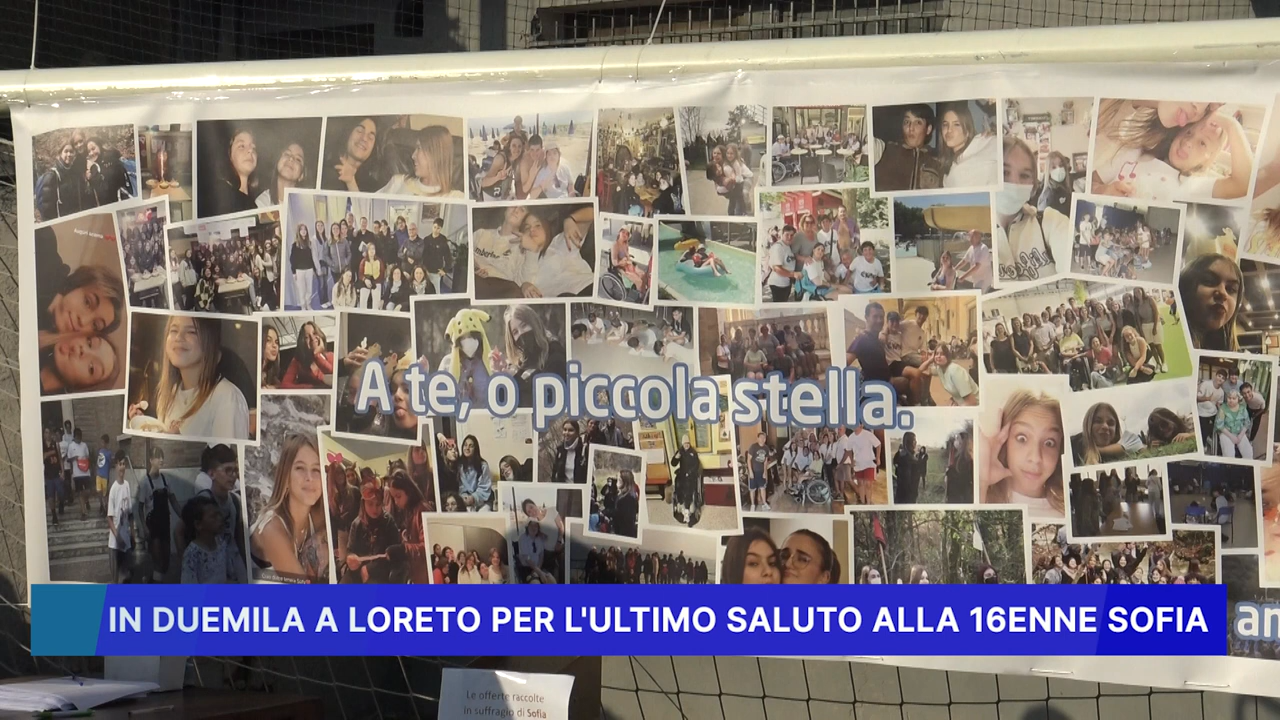 A te, o piccola stella.
IN DUEMILA A LORETO PER L'ULTIMO SALUTO ALLA 16ENNE SOFIA
Le offerte raccolte
in suffragio di Sofia